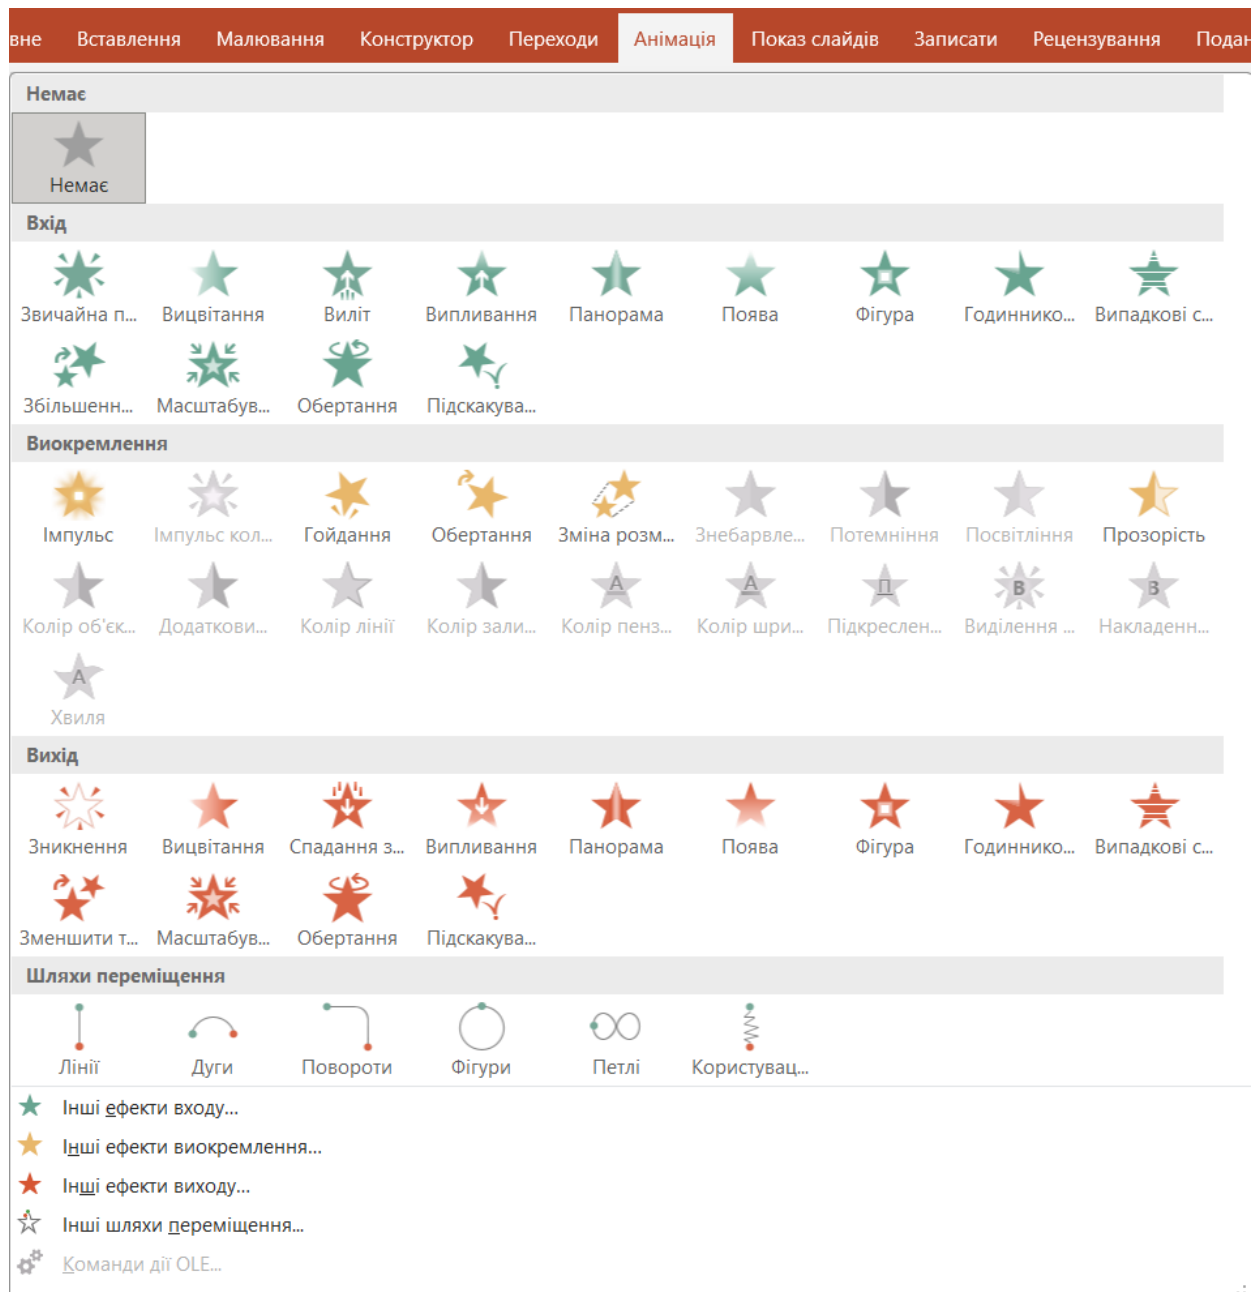 вне Вставлення Малювання Конструктор Переходи Анімація Показ слайдів Записати Рецензування Подан
Немає
Немає
Вхід
Звичайна п... Вицвітання Виліт Випливання Панорама Поява Фігура Годиннико... Випадкові с...
Збільшенн... Масштабув... Обертання Підскакува...
Виокремлення
Імпульс Імпульс кол... Гойдання Обертання Зміна розм... Знебарвле... Потемніння Посвітління Прозорість
Колір об'єк... Додаткови... Колір лінії Колір зали... Колір пенз... Колір шри... Підкреслен... Виділення ... Накладенн...
Хвиля
Вихід
Зникнення Вицвітання Спадання з... Випливання Панорама Поява Фігура Годиннико... Випадкові с...
Зменшити т... Масштабув... Обертання Підскакува...
Шляхи переміщення
Лінії Дуги Повороти Фігури Петлі Користувац...
Інші ефекти входу...
Інші ефекти виокремлення...
Інші ефекти виходу...
Інші шляхи переміщення...
Команди дії OLE...